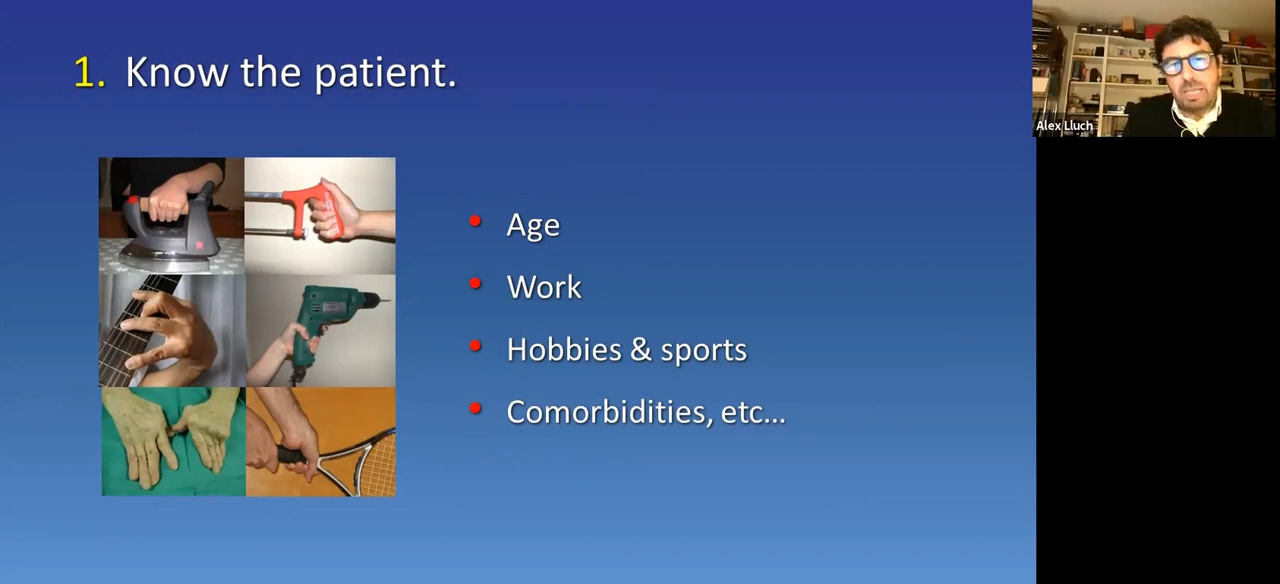 1. Know the patient.
Age
Work
Hobbies & sports
Comorbidities, etc...
Alex Lluch